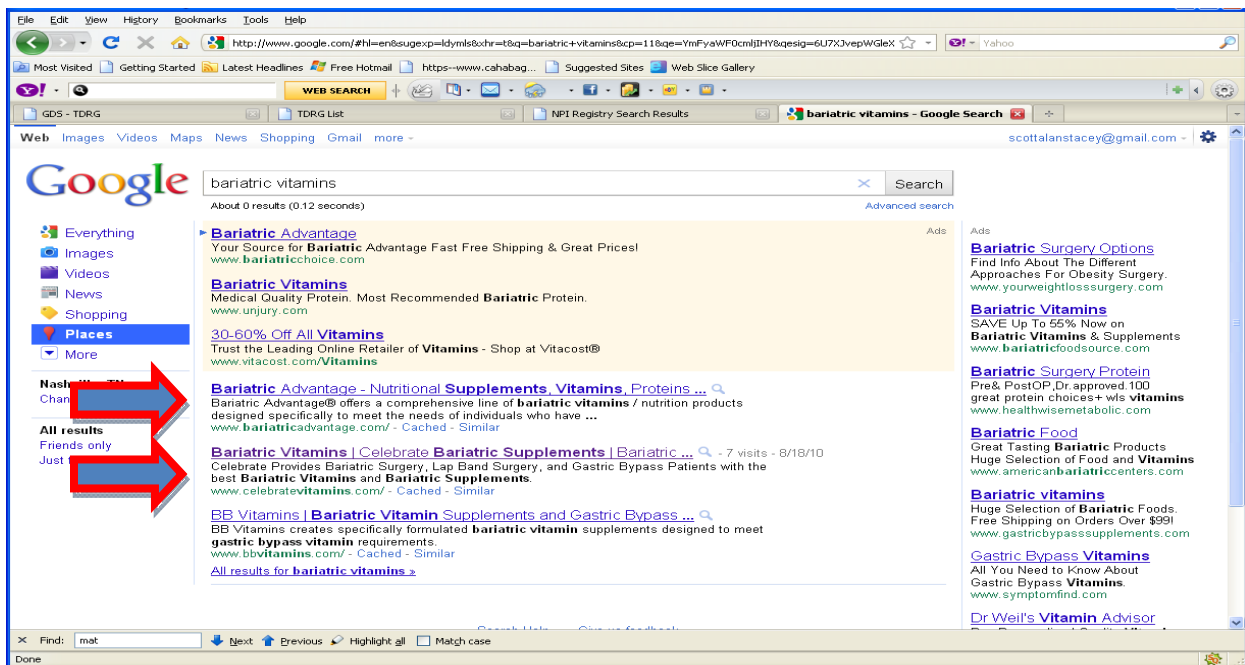 File Edit View History Bookmarks Tools Help
http://www.google.com/#hl=en&sugexp=ldymls&xhr=t&q=bariatric+vitamins&cp=11&qe=YmFyaWF0cmljIHY&qesig=6U7XJvepWGleX Yahoo
Most Visited Getting Started Latest Headlines Free Hotmail https--www.cahabag... Suggested Sites Web Slice Gallery
WEB SEARCH
GDS - TDRG TDRG List NPI Registry Search Results bariatric vitamins - Google Search
Web Images Videos Maps News Shopping Gmail more scottalanstacey@gmail.com
Google
bariatric vitamins Search
About 0 results (0.12 seconds) Advanced search
Everything
Images
Videos
News
Shopping
Places
More
All results
Friends only
Just
Ads
Bariatric Advantage
Your Source for Bariatric Advantage Fast Free Shipping & Great Prices!
www.bariatricchoice.com
Bariatric Vitamins
Medical Quality Protein. Most Recommended Bariatric Protein.
www.unjury.com
30-60% Off All Vitamins
Trust the Leading Online Retailer of Vitamins - Shop at Vitacost®
www.vitacost.com/Vitamins
Bariatric Advantage - Nutritional Supplements, Vitamins, Proteins ...
Bariatric Advantage® offers a comprehensive line of bariatric vitamins / nutrition products
designed specifically to meet the needs of individuals who have ...
www.bariatricadvantage.com/ - Cached - Similar
Bariatric Vitamins | Celebrate Bariatric Supplements | Bariatric ... - 7 visits - 8/18/10
Celebrate Provides Bariatric Surgery, Lap Band Surgery, and Gastric Bypass Patients with the
best Bariatric Vitamins and Bariatric Supplements.
www.celebratevitamins.com/ - Cached - Similar
BB Vitamins | Bariatric Vitamin Supplements and Gastric Bypass ...
BB Vitamins creates specifically formulated bariatric vitamin supplements designed to meet
gastric bypass vitamin requirements.
www.bbvitamins.com/ - Cached - Similar
All results for bariatric vitamins »
Ads
Bariatric Surgery Options
Find Info About The Different
Approaches For Obesity Surgery.
www.yourweightlosssurgery.com
Bariatric Vitamins
SAVE Up To 55% Now on
Bariatric Vitamins & Supplements
www.bariatricfoodsource.com
Bariatric Surgery Protein
Pre& PostOP,Dr.approved.100
great protein choices+ wls vitamins
www.healthwisemetabolic.com
Bariatric Food
Great Tasting Bariatric Products
Huge Selection of Food and Vitamins
www.americanbariatriccenters.com
Bariatric vitamins
Huge Selection of Bariatric Foods.
Free Shipping on Orders Over $99!
www.gastricbypasssupplements.com
Gastric Bypass Vitamins
All You Need to Know About
Gastric Bypass Vitamins.
www.symptomfind.com
Dr Weil's Vitamin Advisor
Find: mat Next Previous Highlight all Match case
Done